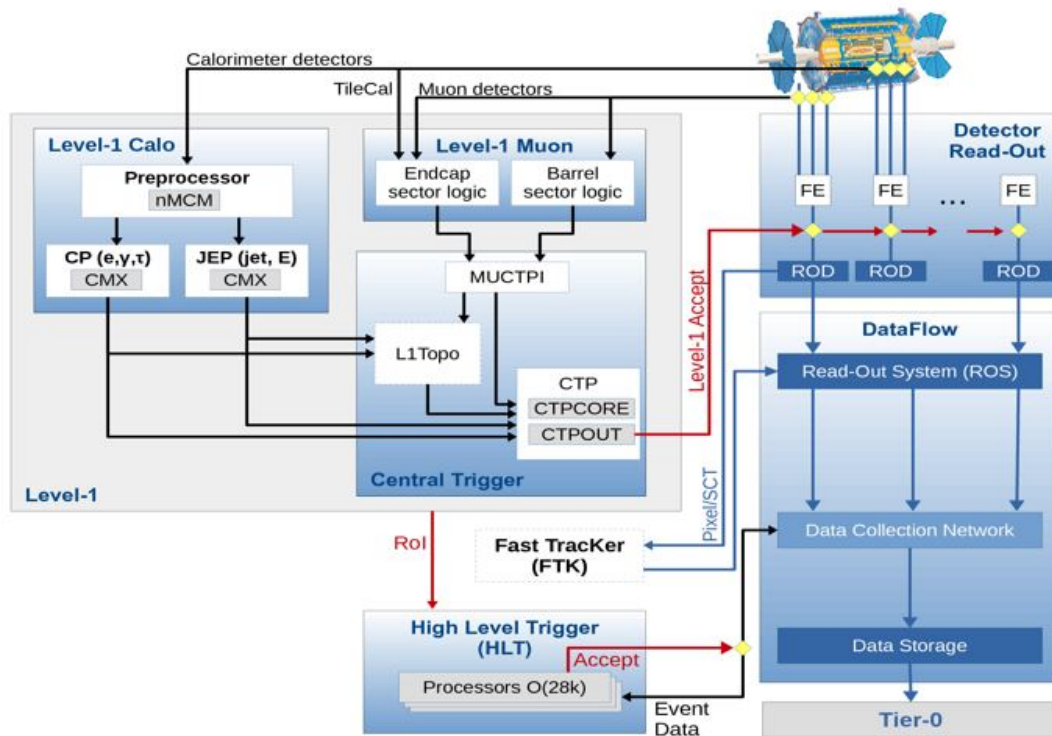 Calorimeter detectors
TileCal
Muon detectors
Level-1 Calo
Preprocessor
nMCM
CP (e,γ,τ)
CMX
JEP (jet, E)
CMX
Level-1 Muon
Endcap
sector logic
Barrel
sector logic
MUCTPI
L1Topo
CTP
CTPCORE
CTPOUT
Central Trigger
Level-1
Level-1 Accept
Detector
Read-Out
FE
FE
...
FE
ROD
ROD
ROD
DataFlow
Read-Out System (ROS)
Pixel/SCT
Data Collection Network
Data Storage
Tier-0
RoI
Fast TracKer
(FTK)
High Level Trigger
(HLT)
Accept
Processors O(28k)
Event
Data